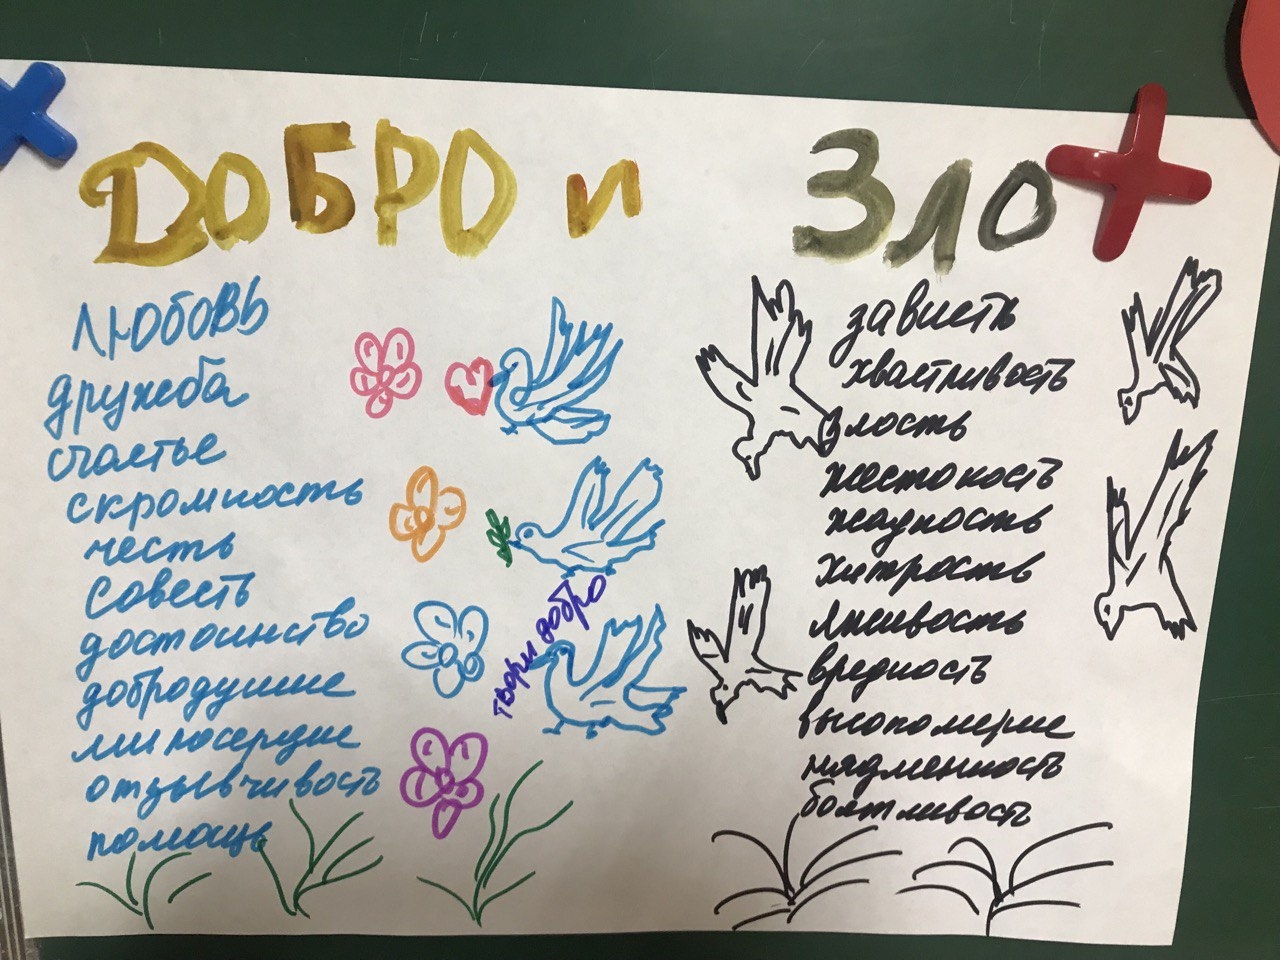 ДОБРО и ЗЛО
любовь
дружба
счастье
скромность
честь
совесть
достоинство
добродушие
милосердие
отзывчивость
помощь
твори добро
зависть
хвастливость
злость
жестокость
жадность
хитрость
лживость
вредность
высокомерие
надменность
болтливость